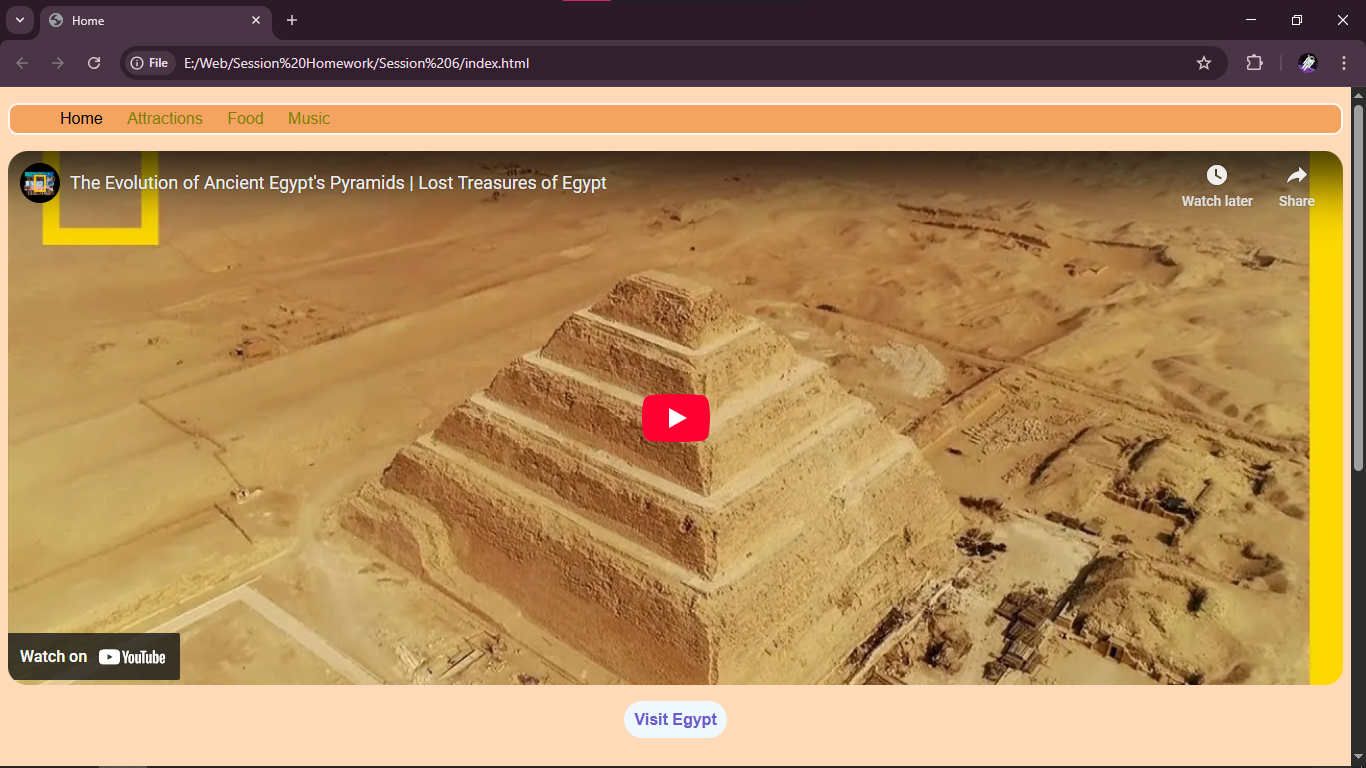 Home
File E:/Web/Session%20Homework/Session%206/index.html
Home Attractions Food Music
The Evolution of Ancient Egypt's Pyramids | Lost Treasures of Egypt
Watch later Share
Watch on YouTube
Visit Egypt